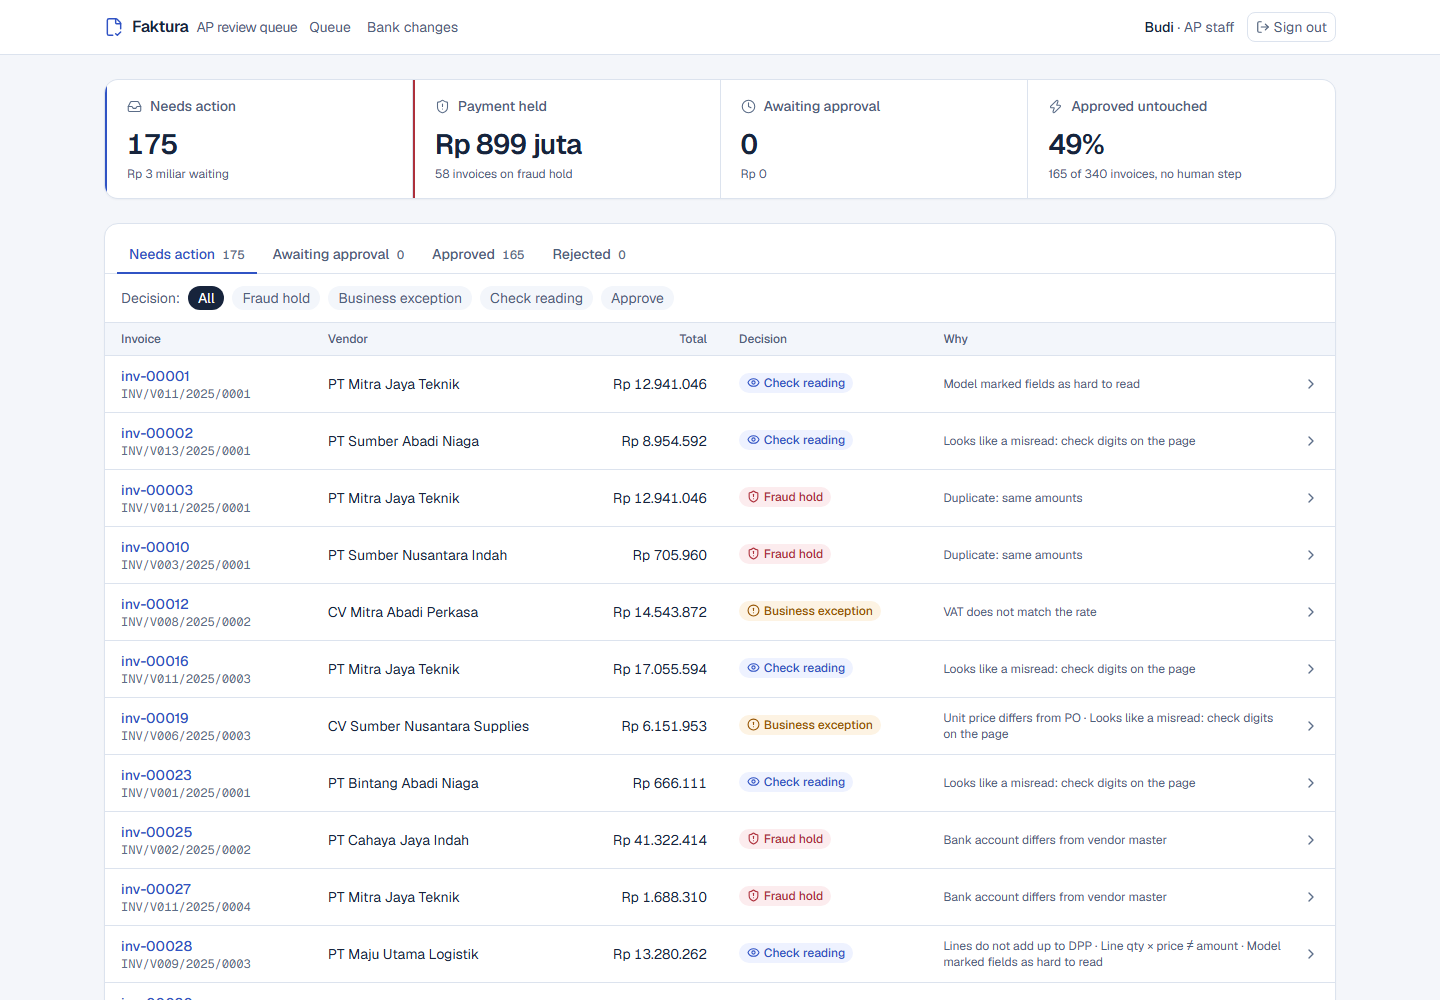 Faktura AP review queue Queue Bank changes Budi · AP staff Sign out
Needs action Payment held Awaiting approval Approved untouched
175 Rp 899 juta 0 49%
Rp 3 miliar waiting 58 invoices on fraud hold Rp 0 165 of 340 invoices, no human step
Needs action 175 Awaiting approval 0 Approved 165 Rejected 0
Decision: All Fraud hold Business exception Check reading Approve
Invoice Vendor Total Decision Why
inv-00001
INV/V011/2025/0001
PT Mitra Jaya Teknik Rp 12.941.046 Check reading Model marked fields as hard to read
inv-00002
INV/V013/2025/0001
PT Sumber Abadi Niaga Rp 8.954.592 Check reading Looks like a misread: check digits on the page
inv-00003
INV/V011/2025/0001
PT Mitra Jaya Teknik Rp 12.941.046 Fraud hold Duplicate: same amounts
inv-00010
INV/V003/2025/0001
PT Sumber Nusantara Indah Rp 705.960 Fraud hold Duplicate: same amounts
inv-00012
INV/V008/2025/0002
CV Mitra Abadi Perkasa Rp 14.543.872 Business exception VAT does not match the rate
inv-00016
INV/V011/2025/0003
PT Mitra Jaya Teknik Rp 17.055.594 Check reading Looks like a misread: check digits on the page
inv-00019
INV/V006/2025/0003
CV Sumber Nusantara Supplies Rp 6.151.953 Business exception Unit price differs from PO · Looks like a misread: check digits
on the page
inv-00023
INV/V001/2025/0001
PT Bintang Abadi Niaga Rp 666.111 Check reading Looks like a misread: check digits on the page
inv-00025
INV/V002/2025/0002
PT Cahaya Jaya Indah Rp 41.322.414 Fraud hold Bank account differs from vendor master
inv-00027
INV/V011/2025/0004
PT Mitra Jaya Teknik Rp 1.688.310 Fraud hold Bank account differs from vendor master
inv-00028
INV/V009/2025/0003
PT Maju Utama Logistik Rp 13.280.262 Check reading Lines do not add up to DPP · Line qty × price ≠ amount · Model
marked fields as hard to read